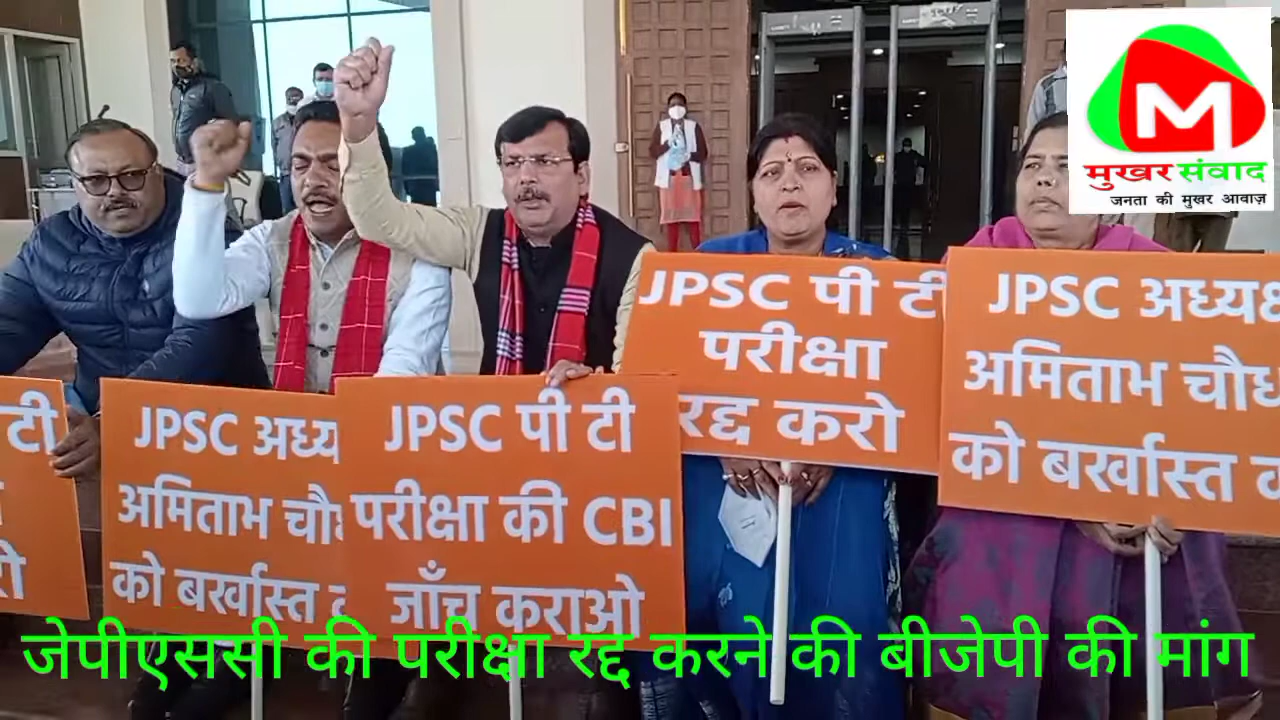 M
मुखर संवाद
जनता की मुखर आवाज़
टी
री
JPSC अध्य
अमिताभ चौ
को बर्खास्त
JPSC पी टी
परीक्षा की CBI
जाँच कराओ
JPSC पी टी
परीक्षा
रद्द करो
JPSC अध्यक्ष
अमिताभ चौध
को बर्खास्त क
जेपीएससी की परीक्षा रद्द करने की बीजेपी की मांग